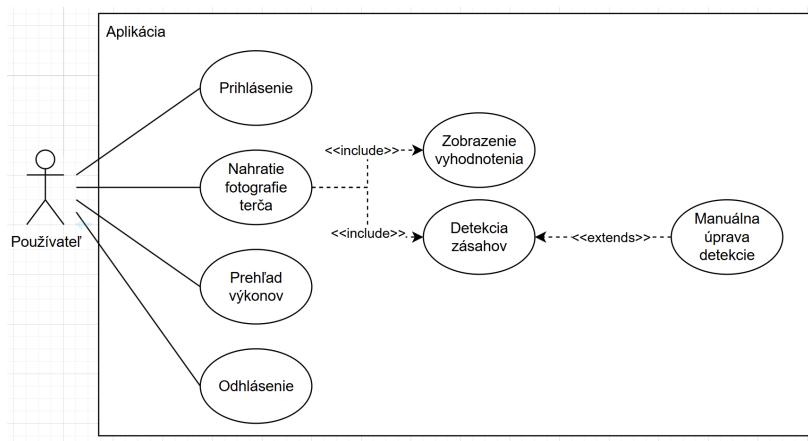 Aplikácia
Prihlásenie
<<include>>
Zobrazenie
vyhodnotenia
Nahratie
fotografie
terča
Používateľ
<<include>>
Detekcia
zásahov
<<extends>>
Manuálna
úprava
detekcie
Prehľad
výkonov
Odhlásenie